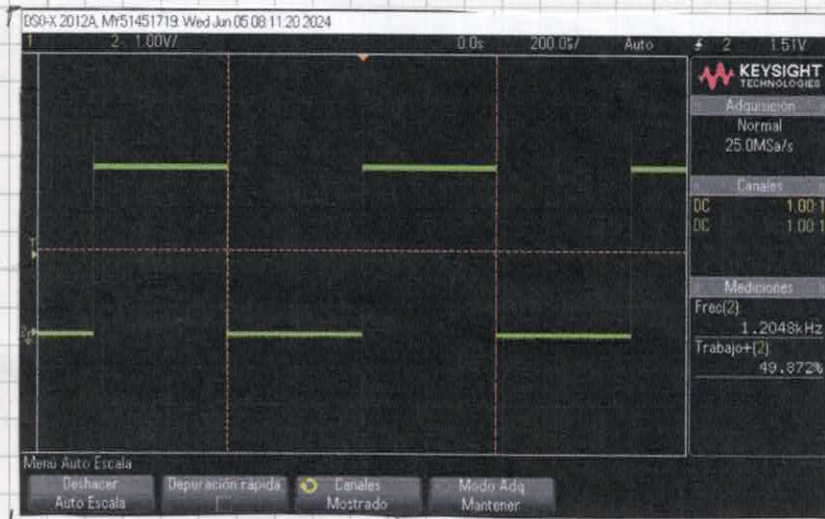 DSO-X 2012A, MY51451719: Wed Jun 05 08:11:20 2024
1 2 1.00V/ 0.0s 200.0s/ Auto 2 1.51V
KEYSIGHT
TECHNOLOGIES
Adquisición
Normal
25.0MSa/s
Canales
DC 1.00:1
DC 1.00:1
Mediciones
Frec(2)
1.2048kHz
Trabajo+(2)
49.872%
Menú Auto Escala
Deshacer
Auto Escala
Depuración rápida
Canales
Mostrado
Modo Adq
Mantener